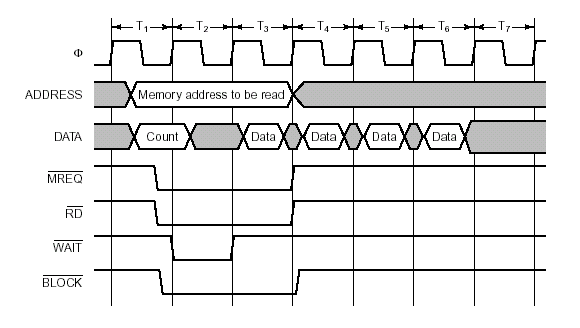 T1 T2 T3 T4 T5 T6 T7
Φ
ADDRESS Memory address to be read
DATA Count Data Data Data Data
MREQ
RD
WAIT
BLOCK